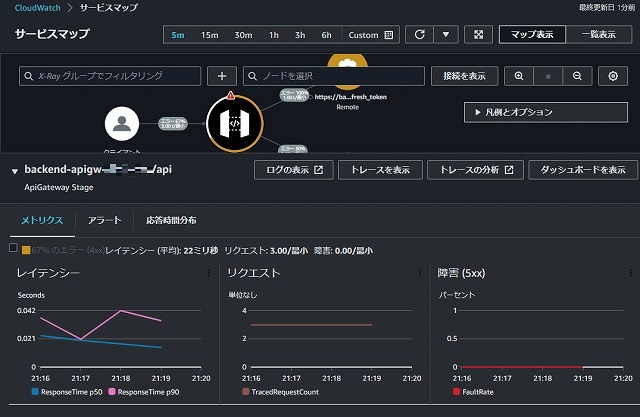 CloudWatch > サービスマップ
最終更新日 1分前
サービスマップ
5m 15m 30m 1h 3h 6h Custom
マップ表示 一覧表示
X-Ray グループでフィルタリング
ノードを選択
接続を表示
凡例とオプション
エラー 67%
3.00 t/最小
エラー 100%
1.00 t/最小
https://ba...fresh_token
Remote
エラー 50%
クライアント
backend-apigw /api
ApiGateway Stage
ログの表示
トレースを表示
トレースの分析
ダッシュボードを表示
メトリクス アラート 応答時間分布
67% のエラー (4xx) レイテンシー (平均): 22ミリ秒 リクエスト: 3.00/最小 障害: 0.00/最小
レイテンシー
Seconds
0.042
0.021
0
21:16 21:17 21:18 21:19 21:20
ResponseTime p50 ResponseTime p90
リクエスト
単位なし
4
2
0
21:16 21:17 21:18 21:19 21:20
TracedRequestCount
障害 (5xx)
パーセント
1
0.5
0
21:16 21:17 21:18 21:19 21:20
FaultRate